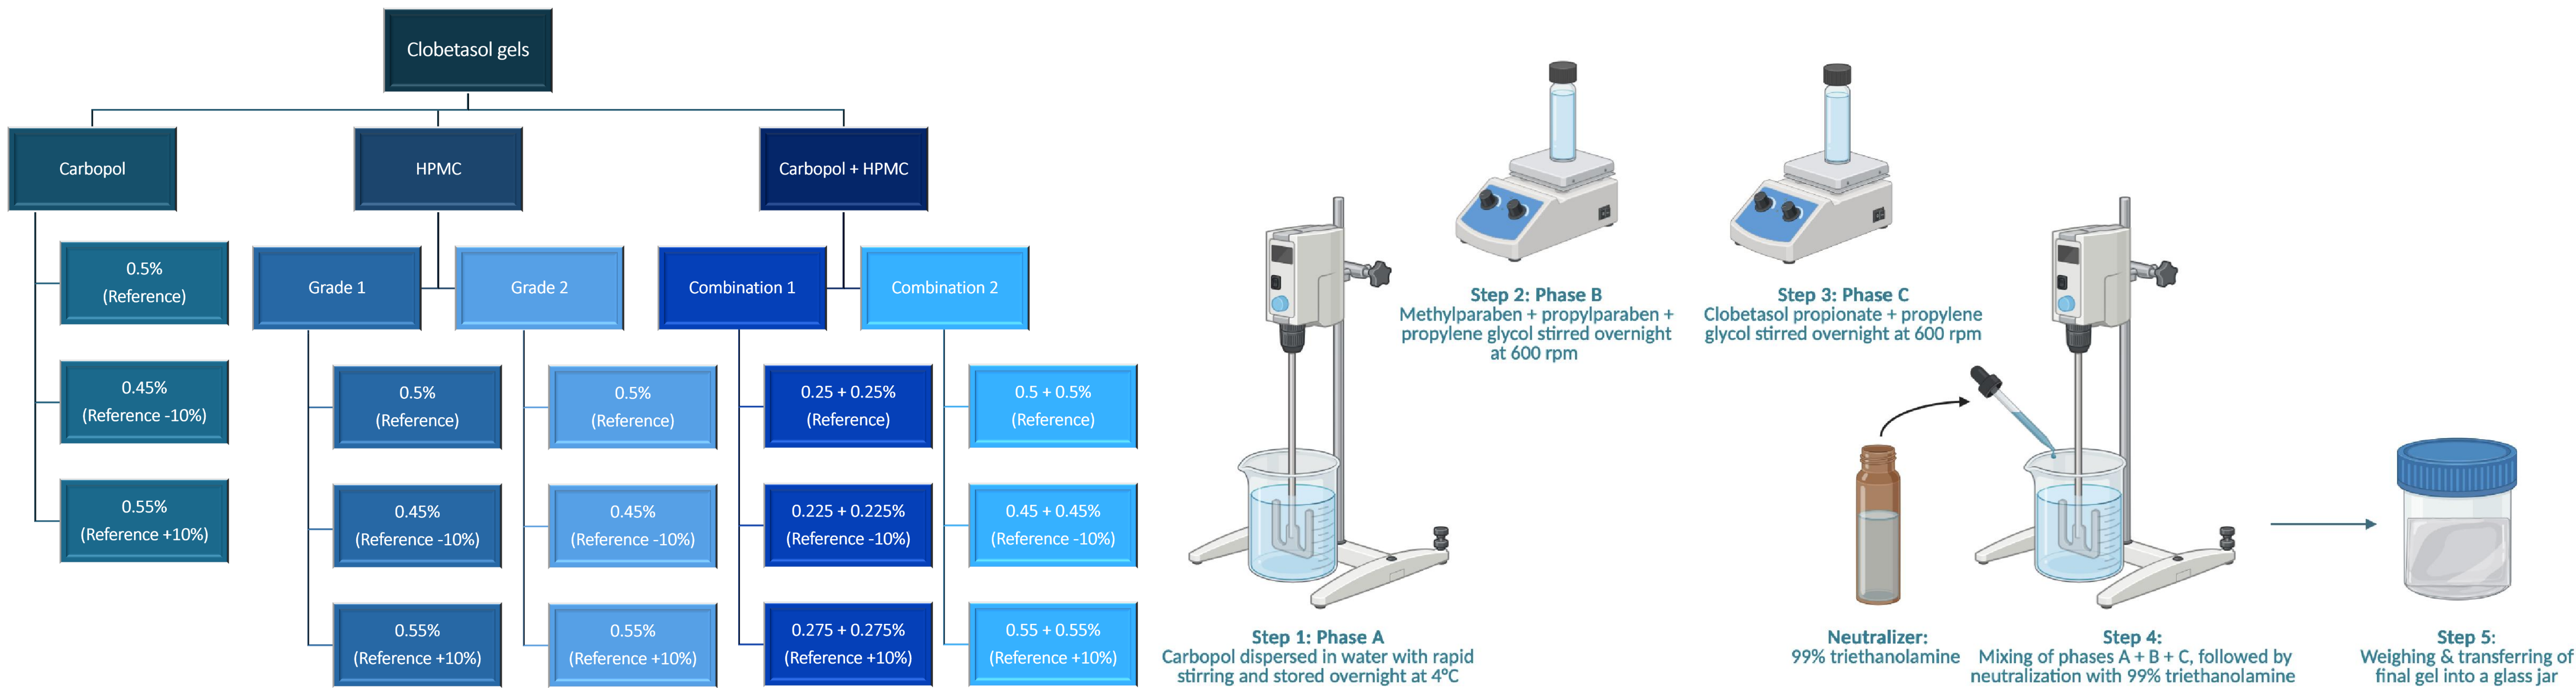 Clobetasol gels
Carbopol
HPMC
Carbopol + HPMC
0.5%
(Reference)
0.45%
(Reference -10%)
0.55%
(Reference +10%)
Grade 1
Grade 2
0.5%
(Reference)
0.45%
(Reference -10%)
0.55%
(Reference +10%)
0.5%
(Reference)
0.45%
(Reference -10%)
0.55%
(Reference +10%)
Combination 1
Combination 2
0.25 + 0.25%
(Reference)
0.225 + 0.225%
(Reference -10%)
0.275 + 0.275%
(Reference +10%)
0.5 + 0.5%
(Reference)
0.45 + 0.45%
(Reference -10%)
0.55 + 0.55%
(Reference +10%)
Step 1: Phase A
Carbopol dispersed in water with rapid
stirring and stored overnight at 4°C
Step 2: Phase B
Methylparaben + propylparaben +
propylene glycol stirred overnight
at 600 rpm
Step 3: Phase C
Clobetasol propionate + propylene
glycol stirred overnight at 600 rpm
Neutralizer:
99% triethanolamine
Step 4:
Mixing of phases A + B + C, followed by
neutralization with 99% triethanolamine
Step 5:
Weighing & transferring of
final gel into a glass jar